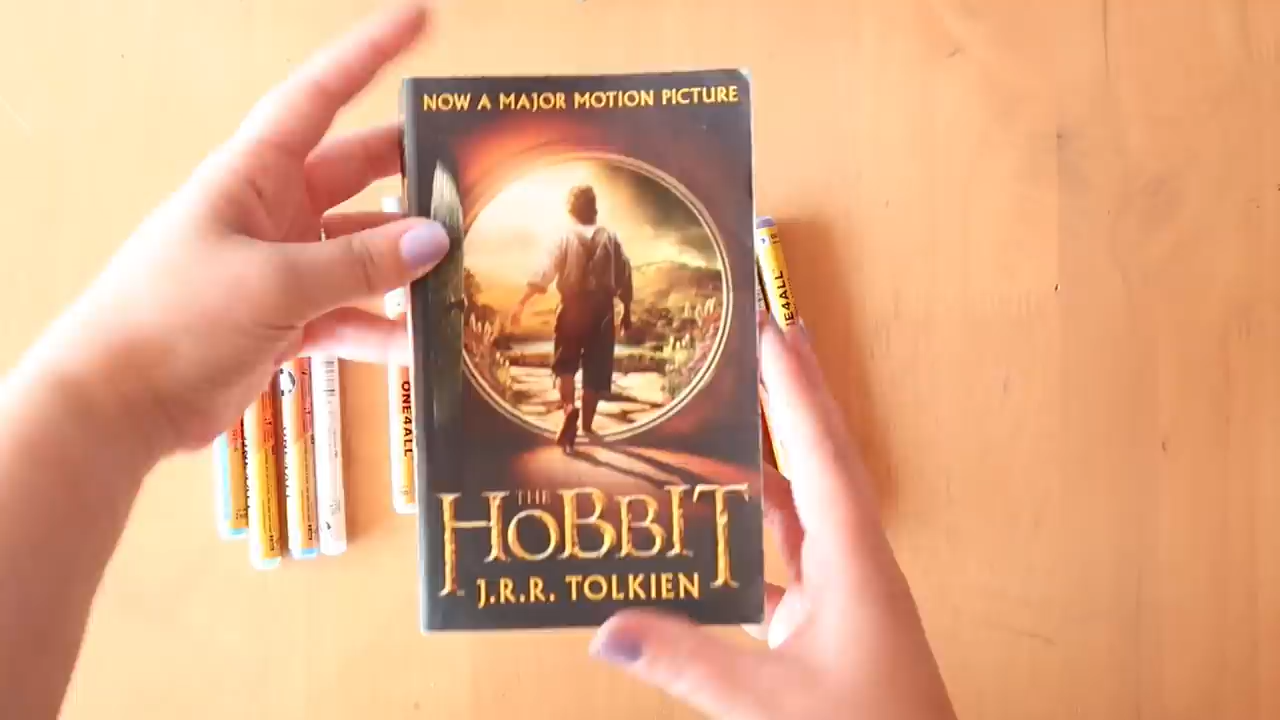 NOW A MAJOR MOTION PICTURE
THE
HOBBIT
J.R.R. TOLKIEN
ONE4ALL
E4ALL